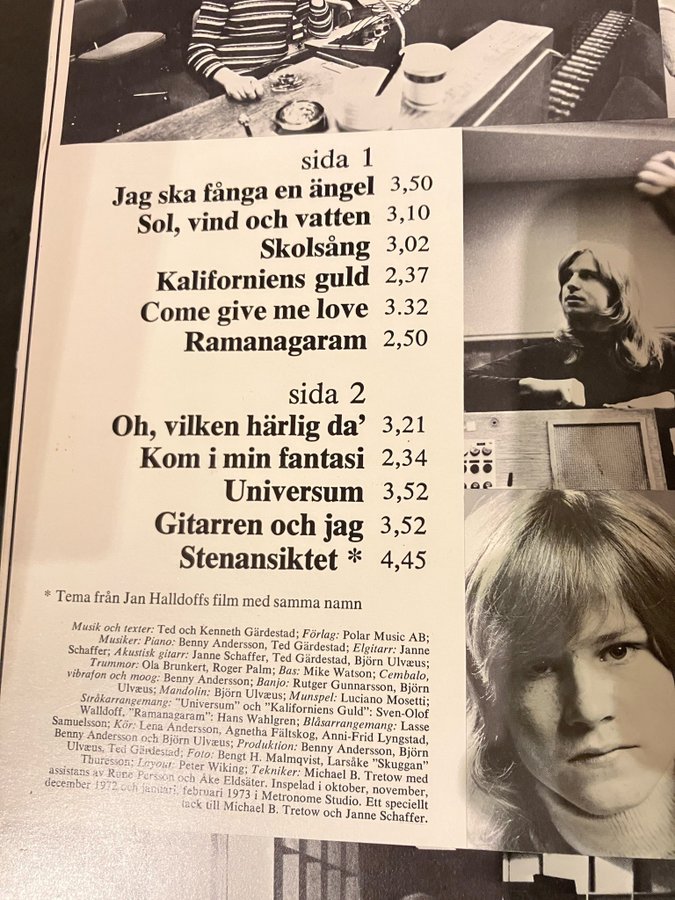 sida 1
Jag ska fånga en ängel 3,50
Sol, vind och vatten 3,10
Skolsång 3,02
Kaliforniens guld 2,37
Come give me love 3.32
Ramanagaram 2,50
sida 2
Oh, vilken härlig da' 3,21
Kom i min fantasi 2,34
Universum 3,52
Gitarren och jag 3,52
Stenansiktet * 4,45
* Tema från Jan Halldoffs film med samma namn
Musik och texter: Ted och Kenneth Gärdestad; Förlag: Polar Music AB;
Musiker: Piano: Benny Andersson, Ted Gärdestad; Elgitarr: Janne
Schaffer; Akustisk gitarr: Janne Schaffer, Ted Gärdestad, Björn Ulvæus;
Trummor: Ola Brunkert, Roger Palm; Bas: Mike Watson; Cembalo,
vibrafon och moog: Benny Andersson; Banjo: Rutger Gunnarsson, Björn
Ulvæus; Mandolin: Björn Ulvæus; Munspel: Luciano Mosetti;
Stråkarrangemang: "Universum" och "Kaliforniens Guld": Sven-Olof
Walldoff, "Ramanagaram": Hans Wahlgren; Blåsarrangemang: Lasse
Samuelsson; Kör: Lena Andersson, Agnetha Fältskog, Anni-Frid Lyngstad,
Benny Andersson och Björn Ulvæus; Produktion: Benny Andersson, Björn
Ulvæus, Ted Gärdestad; Foto: Bengt H. Malmqvist, Larsåke "Skuggan"
Thuresson; Layout: Peter Wiking; Tekniker: Michael B. Tretow med
assistans av Rune Persson och Åke Eldsäter. Inspelad i oktober, november,
december 1972 och januari, februari 1973 i Metronome Studio. Ett speciellt
tack till Michael B. Tretow och Janne Schaffer.